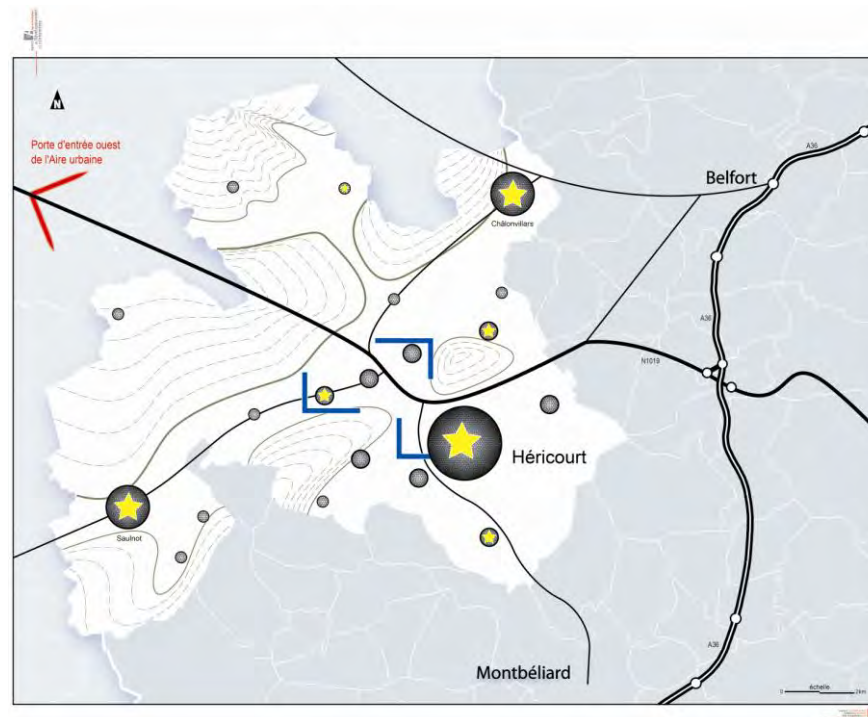 N
Porte d'entrée ouest
de l'Aire urbaine
A36
Belfort
Châlonvillars
A36
N1019
Héricourt
Saulnot
A36
Montbéliard
échelle
0 2km